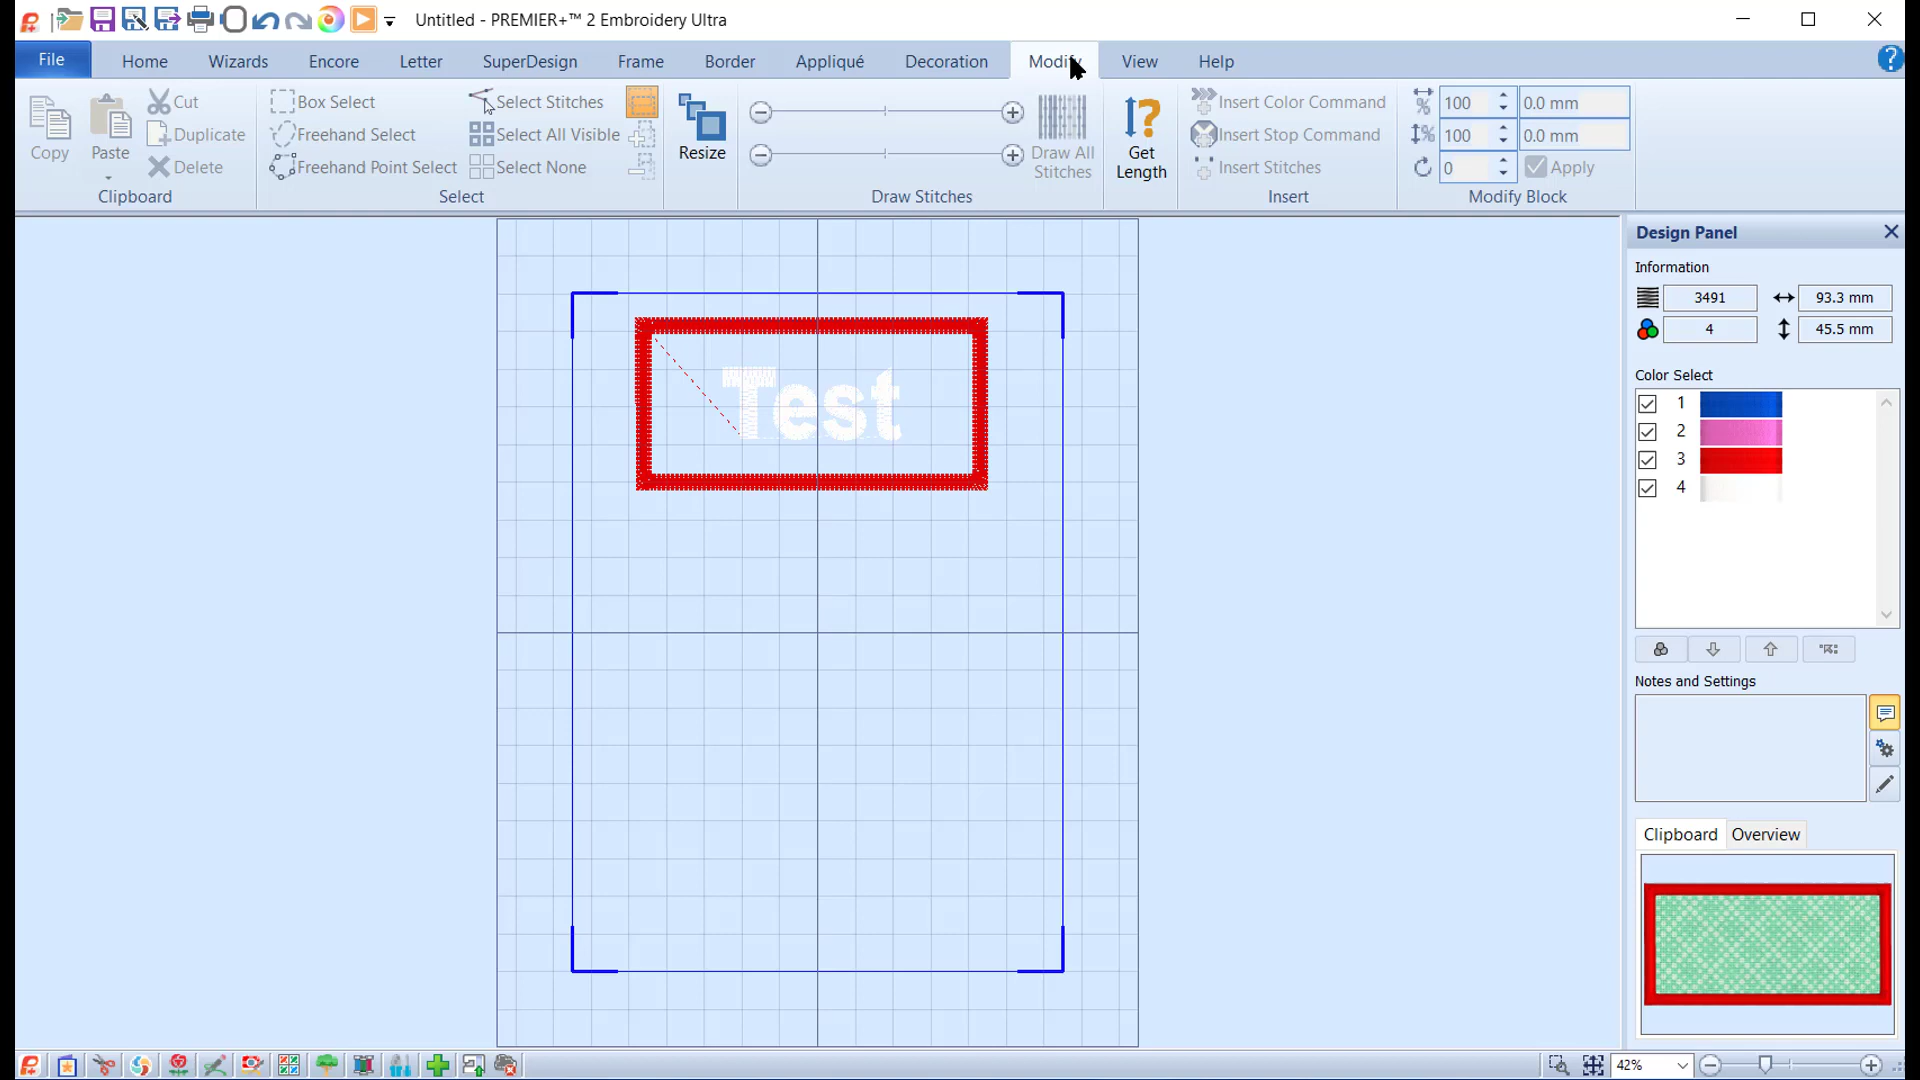 Untitled - PREMIER+™ 2 Embroidery Ultra
File
Home
Wizards
Encore
Letter
SuperDesign
Frame
Border
Appliqué
Decoration
Modify
View
Help
Copy
Paste
Cut
Duplicate
Delete
Clipboard
Box Select
Freehand Select
Freehand Point Select
Select Stitches
Select All Visible
Select None
Select
Resize
Draw All
Stitches
Draw Stitches
Get
Length
Insert Color Command
Insert Stop Command
Insert Stitches
Insert
100
0.0 mm
100
0.0 mm
0
Apply
Modify Block
Test
Design Panel
Information
3491
93.3 mm
4
45.5 mm
Color Select
1
2
3
4
Notes and Settings
Clipboard
Overview
42%